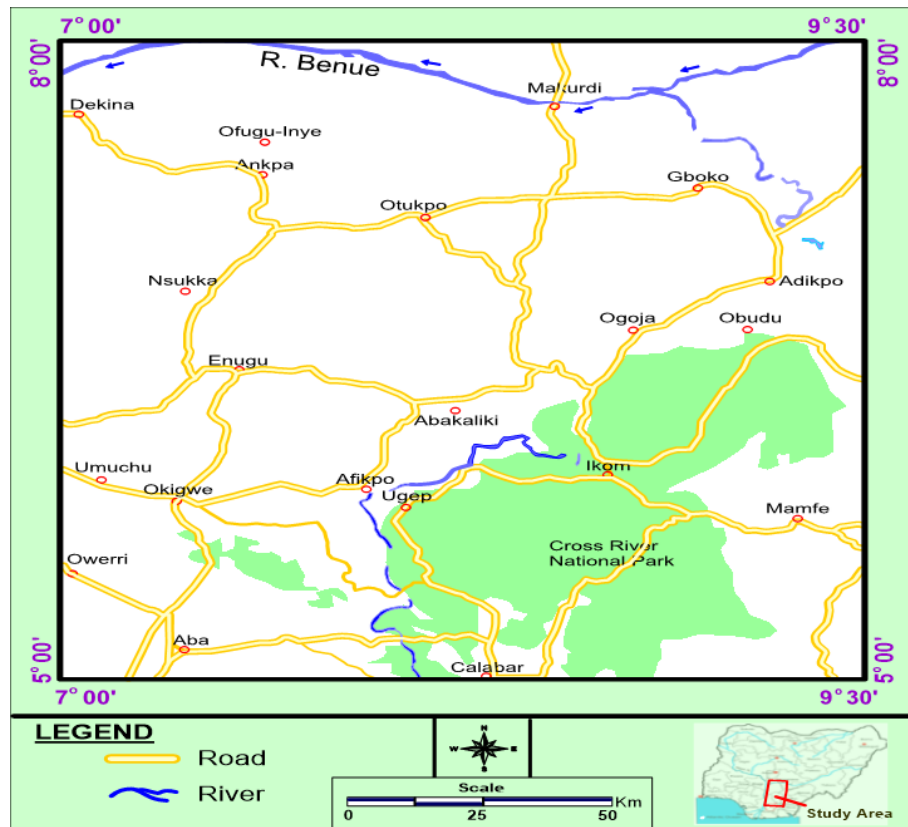 7°00'
9°30'
8°00'
8°00'
R. Benue
Makurdi
Dekina
Ofugu-Inye
Ankpa
Gboko
Otukpo
Nsukka
Adikpo
Ogoja
Obudu
Enugu
Abakaliki
Umuchu
Afikpo
Ikom
Okigwe
Ugep
Mamfe
Cross River
National Park
Owerri
Aba
Calabar
5°00'
5°00'
7°00'
9°30'
LEGEND
Road
River
N
W
E
S
Scale
0
25
50
Km
Study Area